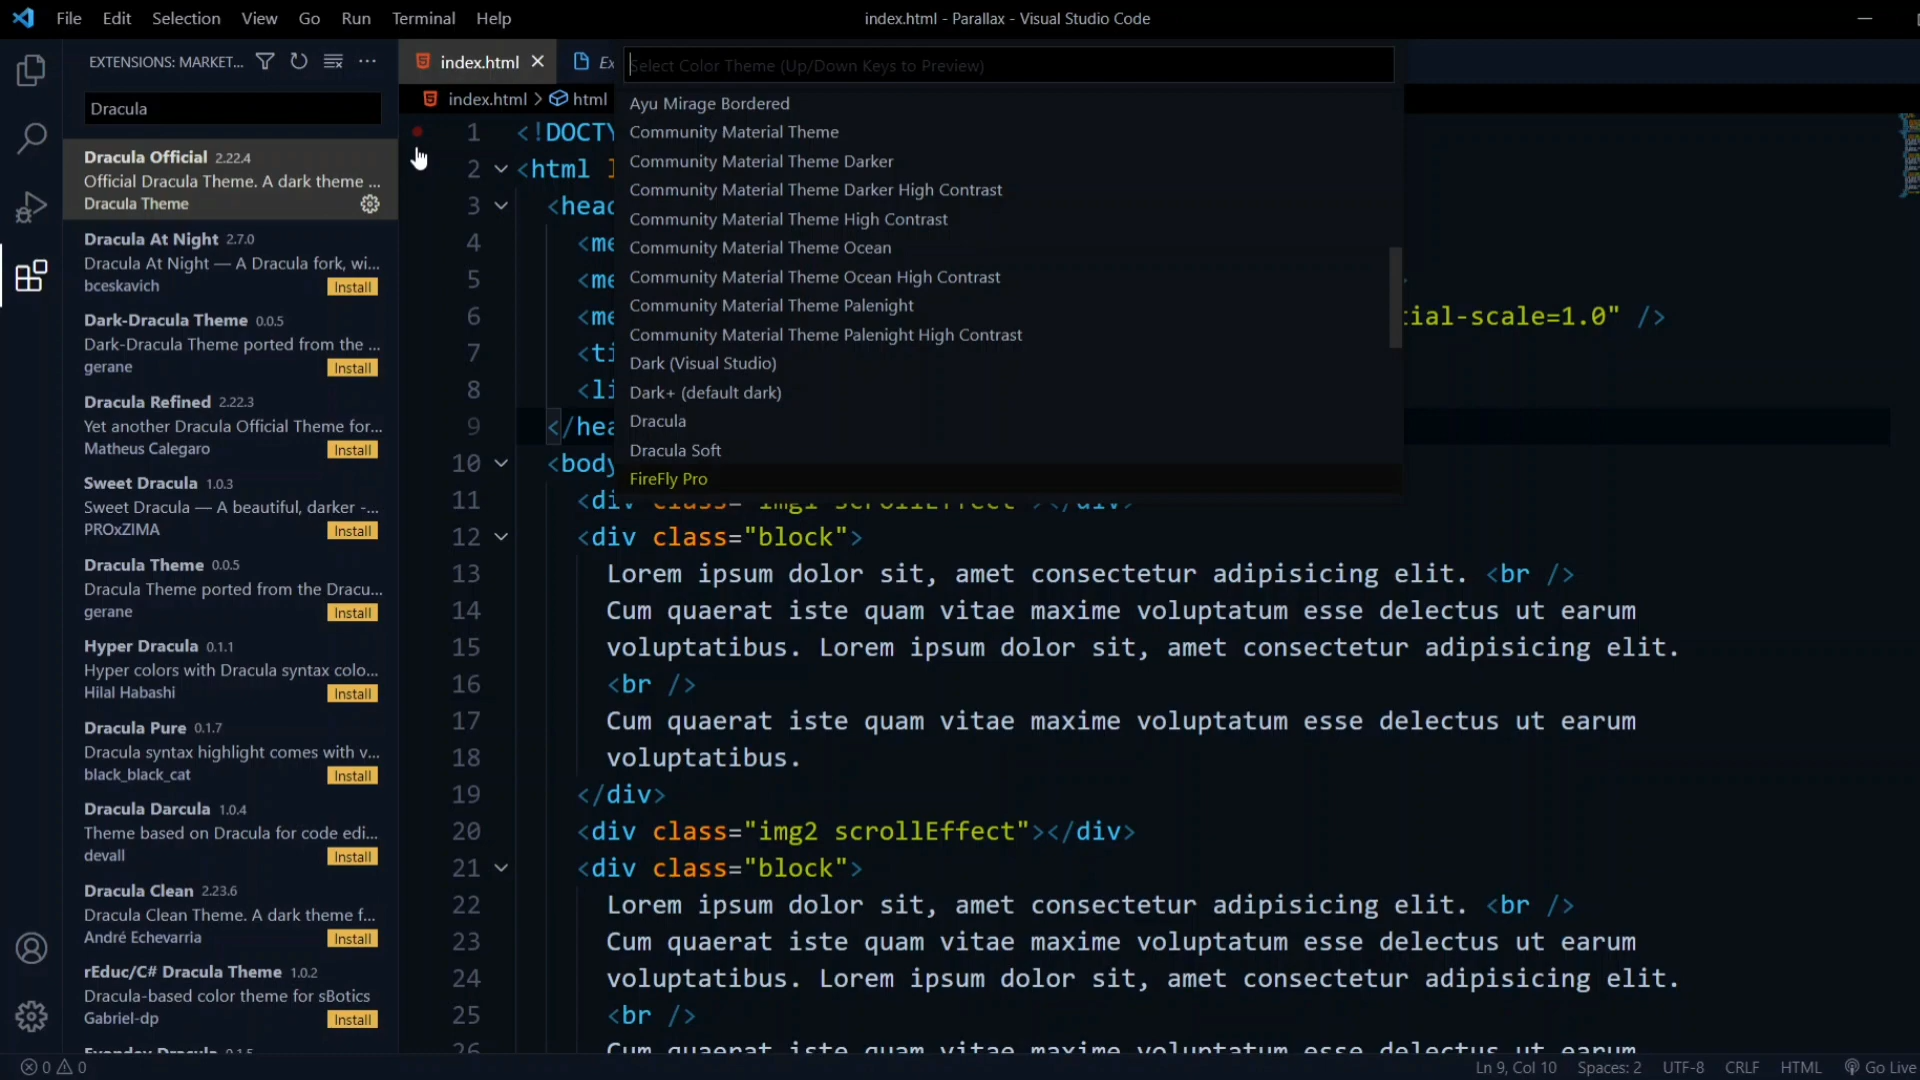 File Edit Selection View Go Run Terminal Help
index.html - Parallax - Visual Studio Code
EXTENSIONS: MARKET...
Dracula
Dracula Official 2.22.4
Official Dracula Theme. A dark theme ...
Dracula Theme
Dracula At Night 2.7.0
Dracula At Night — A Dracula fork, wi...
bceskavich Install
Dark-Dracula Theme 0.0.5
Dark-Dracula Theme ported from the ...
gerane Install
Dracula Refined 2.22.3
Yet another Dracula Official Theme for...
Matheus Calegaro Install
Sweet Dracula 1.0.3
Sweet Dracula — A beautiful, darker -...
PROxZIMA Install
Dracula Theme 0.0.5
Dracula Theme ported from the Dracu...
gerane Install
Hyper Dracula 0.1.1
Hyper colors with Dracula syntax colo...
Hilal Habashi Install
Dracula Pure 0.1.7
Dracula syntax highlight comes with v...
black_black_cat Install
Dracula Darcula 1.0.4
Theme based on Dracula for code edi...
devall Install
Dracula Clean 2.23.6
Dracula Clean Theme. A dark theme f...
André Echevarria Install
rEduc/C# Dracula Theme 1.0.2
Dracula-based color theme for sBotics
Gabriel-dp Install
index.html Ex
index.html > html
Select Color Theme (Up/Down Keys to Preview)
Ayu Mirage Bordered
Community Material Theme
Community Material Theme Darker
Community Material Theme Darker High Contrast
Community Material Theme High Contrast
Community Material Theme Ocean
Community Material Theme Ocean High Contrast
Community Material Theme Palenight
Community Material Theme Palenight High Contrast
Dark (Visual Studio)
Dark+ (default dark)
Dracula
Dracula Soft
FireFly Pro
1 <!DOCTY
2 <html
3 <head
4 <me
5 <me
6 <me tial-scale=1.0" />
7 <ti
8 <li
9 </hea
10 <body
11 <div class="img1 scrollEffect"></div>
12 <div class="block">
13 Lorem ipsum dolor sit, amet consectetur adipisicing elit. <br />
14 Cum quaerat iste quam vitae maxime voluptatum esse delectus ut earum
15 voluptatibus. Lorem ipsum dolor sit, amet consectetur adipisicing elit.
16 <br />
17 Cum quaerat iste quam vitae maxime voluptatum esse delectus ut earum
18 voluptatibus.
19 </div>
20 <div class="img2 scrollEffect"></div>
21 <div class="block">
22 Lorem ipsum dolor sit, amet consectetur adipisicing elit. <br />
23 Cum quaerat iste quam vitae maxime voluptatum esse delectus ut earum
24 voluptatibus. Lorem ipsum dolor sit, amet consectetur adipisicing elit.
25 <br />
26 Cum quaerat iste quam vitae maxime voluptatum esse delectus ut earum
0 0
Ln 9, Col 10 Spaces: 2 UTF-8 CRLF HTML Go Live